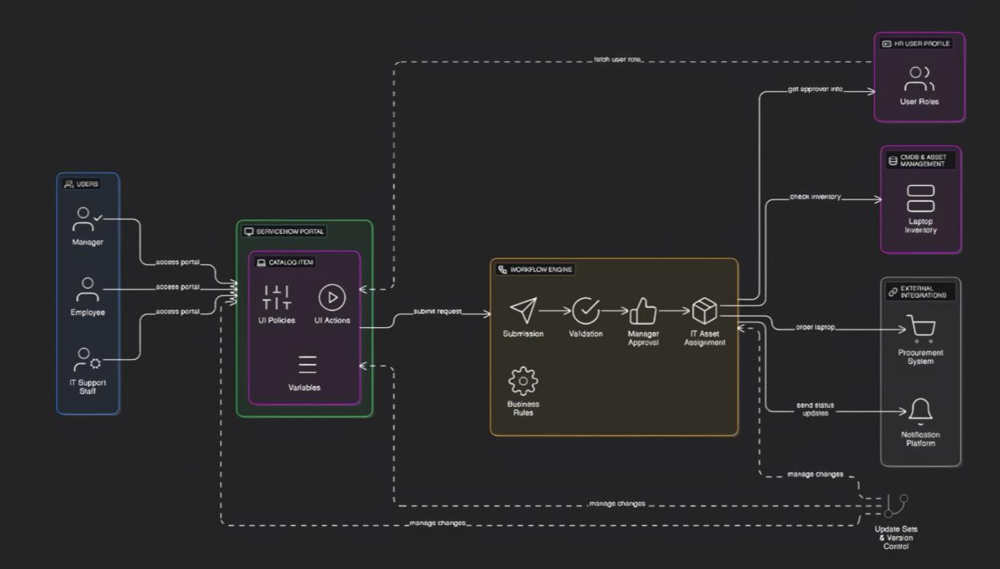 HR USER PROFILE
User Roles
fetch user role
get approver info
CMDB & ASSET
MANAGEMENT
Laptop
Inventory
check inventory
USERS
Manager
Employee
IT Support
Staff
access portal
access portal
access portal
SERVICENOW PORTAL
CATALOG ITEM
UI Policies
UI Actions
Variables
submit request
WORKFLOW ENGINE
Submission
Validation
Manager
Approval
IT Asset
Assignment
Business
Rules
EXTERNAL
INTEGRATIONS
order laptop
Procurement
System
send status
updates
Notification
Platform
manage changes
manage changes
manage changes
Update Sets
& Version
Control